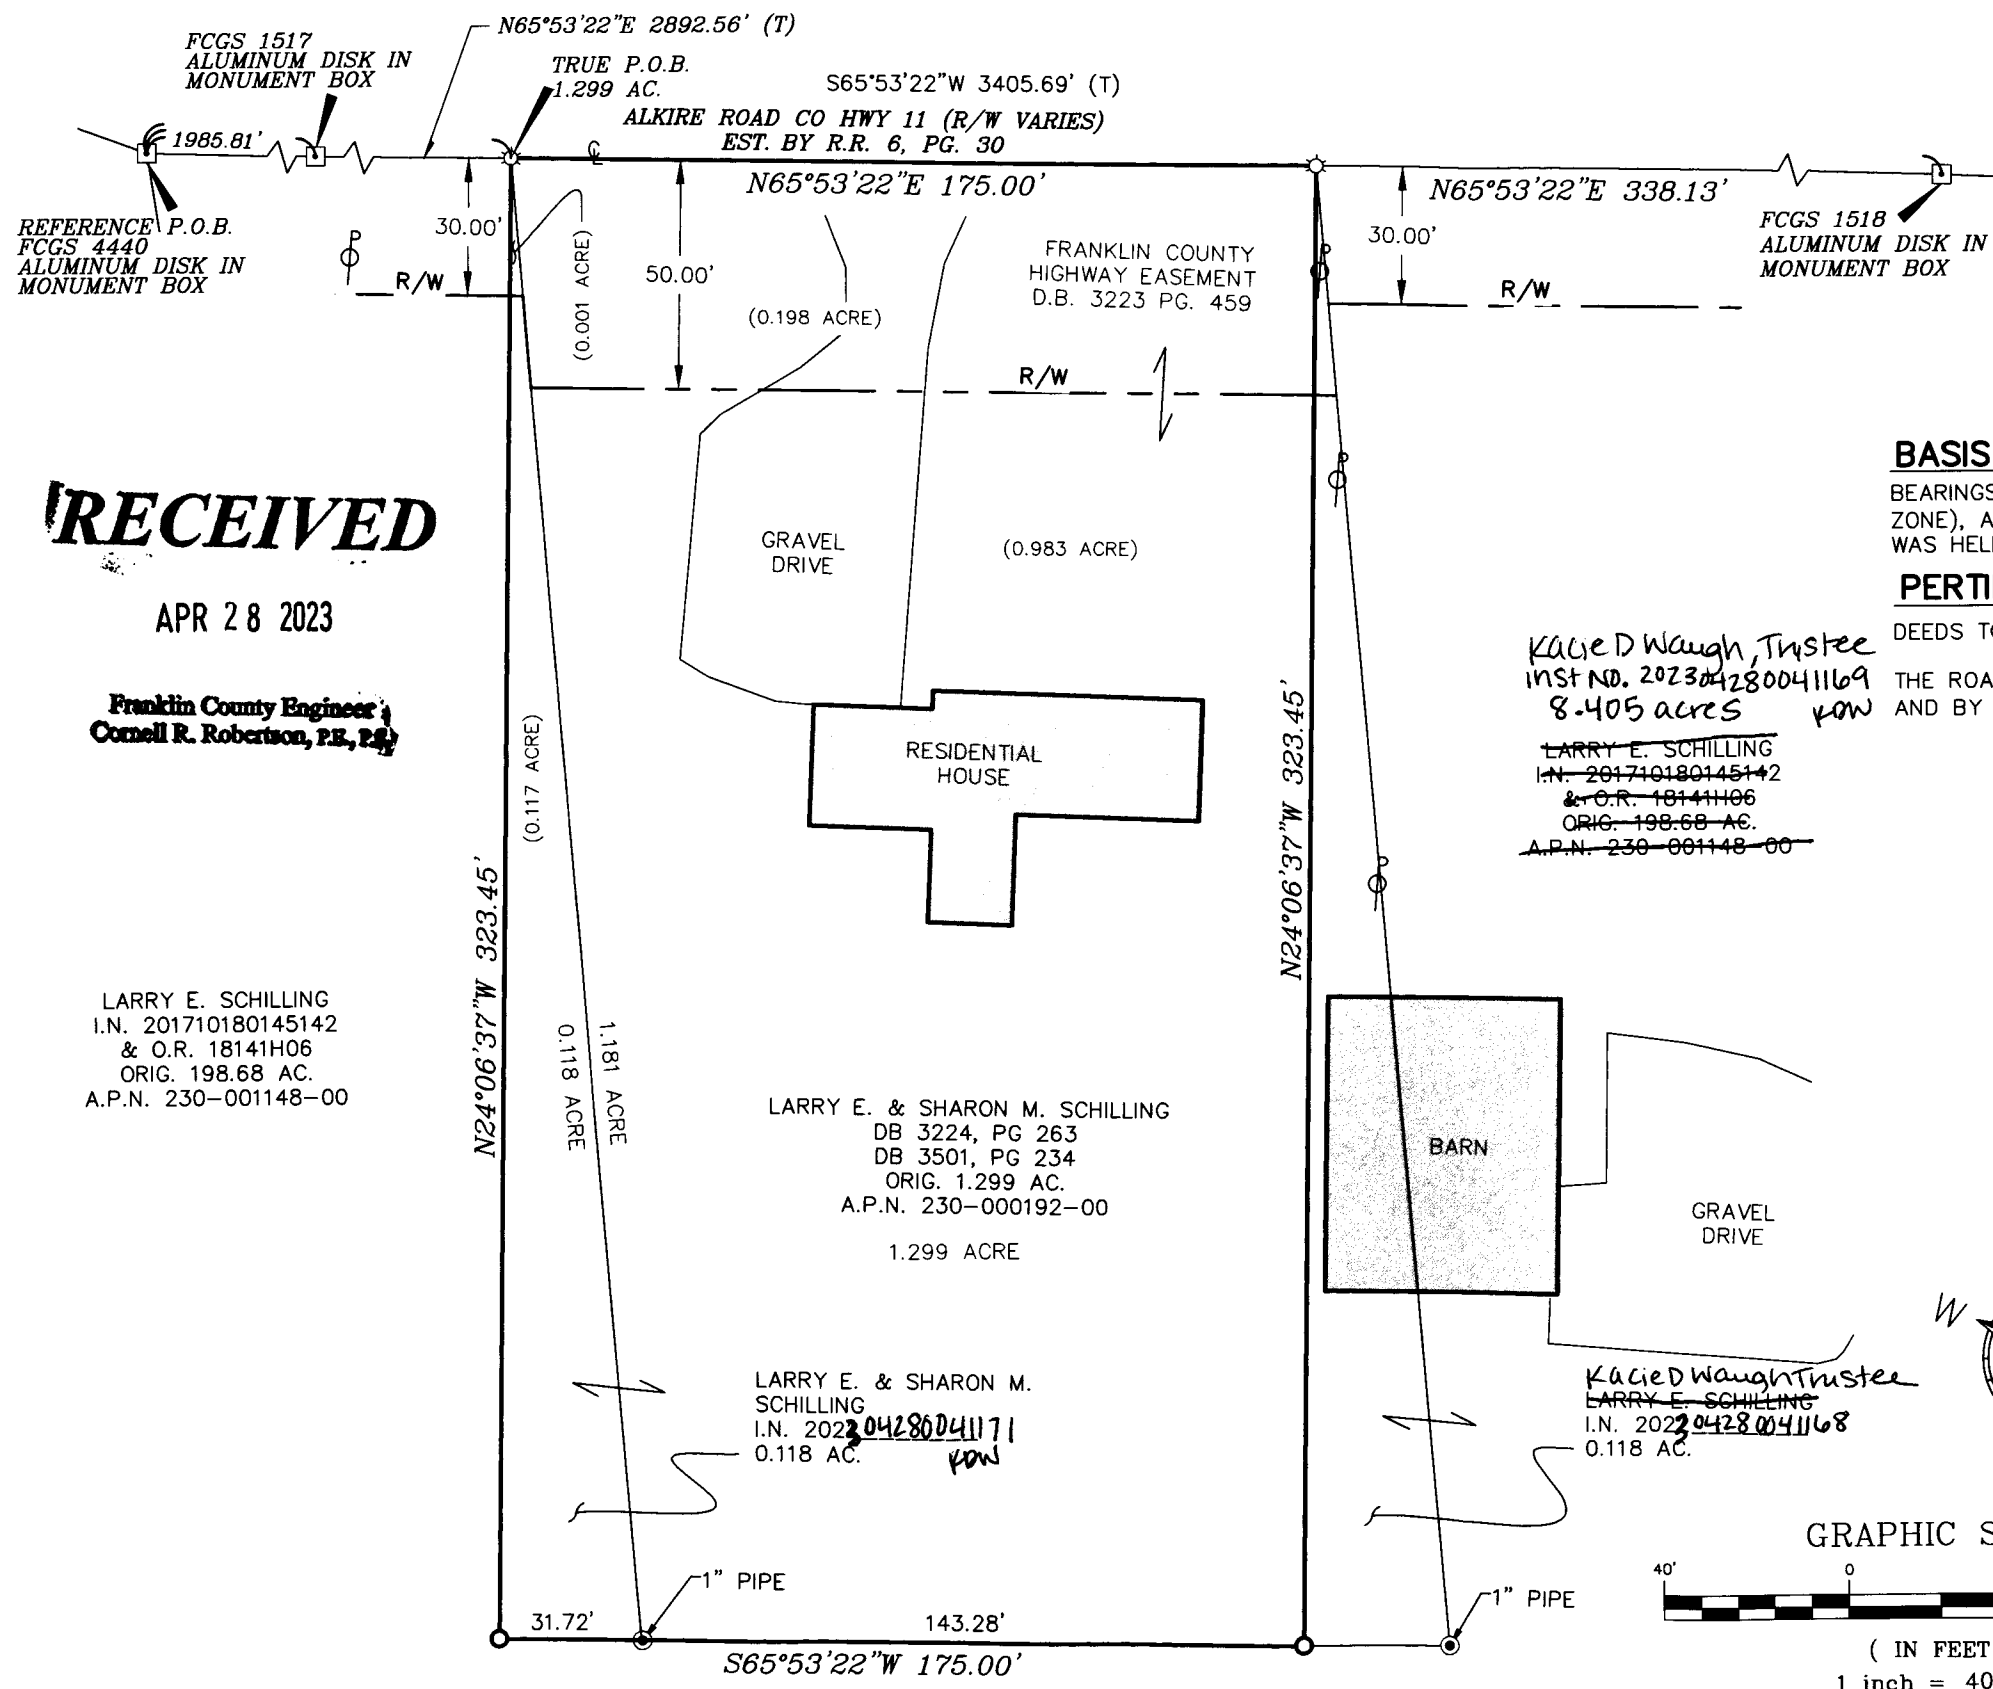 N65°53'22"E 2892.56' (T)
FCGS 1517
ALUMINUM DISK IN
MONUMENT BOX
TRUE P.O.B.
1.299 AC.
S65°53'22"W 3405.69' (T)
ALKIRE ROAD CO HWY 11 (R/W VARIES)
EST. BY R.R. 6, PG. 30
1985.81'
N65°53'22"E 175.00'
N65°53'22"E 338.13'
REFERENCE P.O.B.
FCGS 4440
ALUMINUM DISK IN
MONUMENT BOX
30.00'
R/W
(0.001 ACRE)
50.00'
(0.198 ACRE)
FRANKLIN COUNTY
HIGHWAY EASEMENT
D.B. 3223 PG. 459
30.00'
R/W
FCGS 1518
ALUMINUM DISK IN
MONUMENT BOX
R/W
RECEIVED
APR 28 2023
Franklin County Engineer
Cornell R. Robertson, P.E., P.S.
GRAVEL
DRIVE
(0.983 ACRE)
BASIS
BEARINGS
ZONE), A
WAS HEL
PERTI
DEEDS T
THE ROA
AND BY
Kacie D Waugh, Trustee
Inst No. 202304280041169
8.405 acres KDW
LARRY E. SCHILLING
I.N. 201710180145142
& O.R. 18141H06
ORIG. 198.68 AC.
A.P.N. 230-001148-00
(0.117 ACRE)
RESIDENTIAL
HOUSE
N24°06'37"W 323.45'
N24°06'37"W 323.45'
LARRY E. SCHILLING
I.N. 201710180145142
& O.R. 18141H06
ORIG. 198.68 AC.
A.P.N. 230-001148-00
1.181 ACRE
0.118 ACRE
LARRY E. & SHARON M. SCHILLING
DB 3224, PG 263
DB 3501, PG 234
ORIG. 1.299 AC.
A.P.N. 230-000192-00
1.299 ACRE
BARN
GRAVEL
DRIVE
W
LARRY E. & SHARON M.
SCHILLING
I.N. 202304280041171
0.118 AC. KDW
Kacie D Waugh Trustee
LARRY E. SCHILLING
I.N. 202304280041168
0.118 AC.
1" PIPE
31.72'
143.28'
1" PIPE
S65°53'22"W 175.00'
GRAPHIC S
40' 0
( IN FEET
1 inch = 40